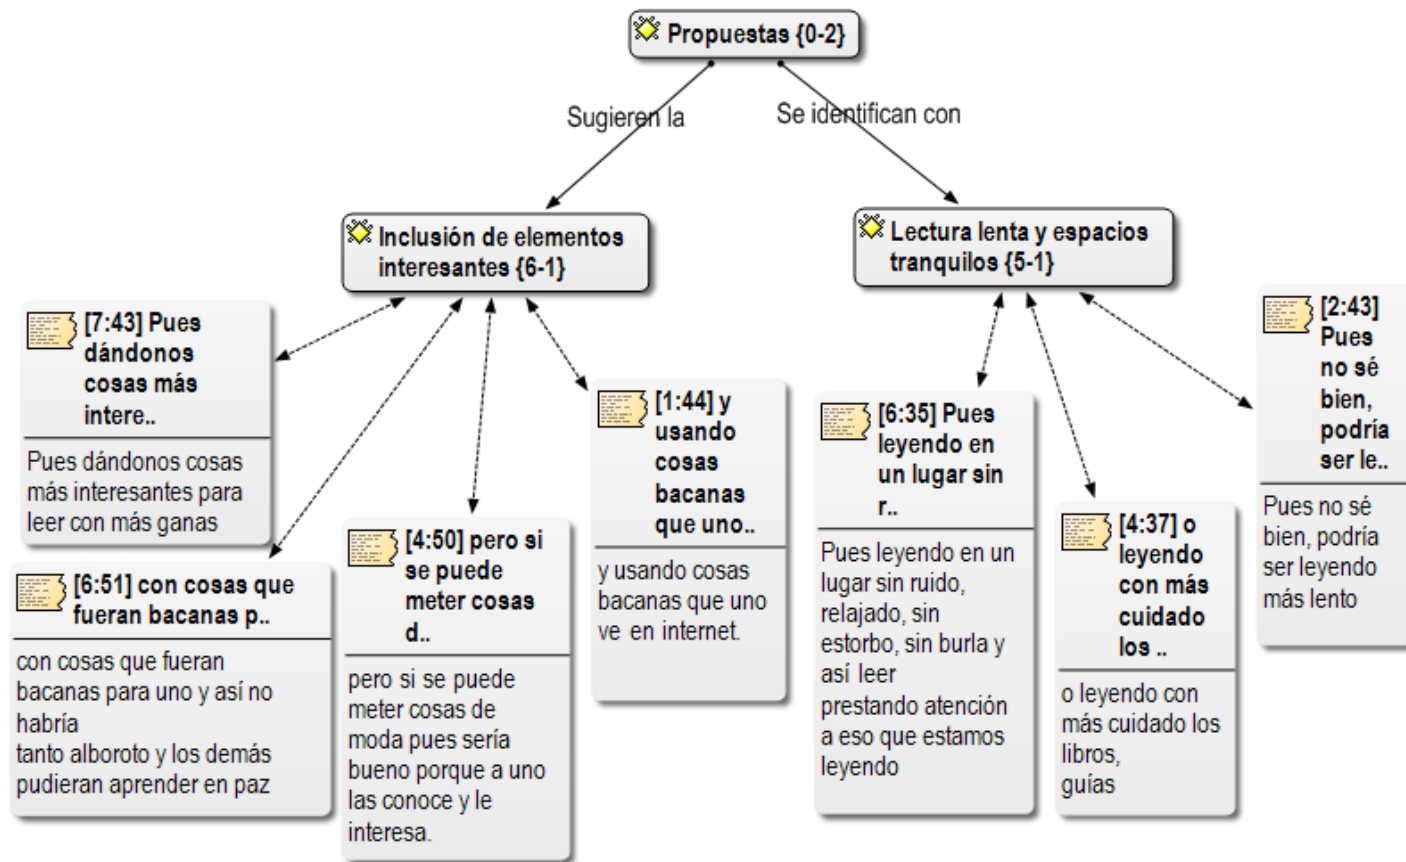 Propuestas {0-2}
Sugieren la
Se identifican con
Inclusión de elementos
interesantes {6-1}
Lectura lenta y espacios
tranquilos {5-1}
[7:43] Pues
dándonos
cosas más
intere..
Pues dándonos cosas
más interesantes para
leer con más ganas
[6:51] con cosas que
fueran bacanas p..
con cosas que fueran
bacanas para uno y así no
habría
tanto alboroto y los demás
pudieran aprender en paz
[4:50] pero si
se puede
meter cosas
d..
pero si se puede
meter cosas de
moda pues sería
bueno porque a uno
las conoce y le
interesa.
[1:44] y
usando
cosas
bacanas
que uno..
y usando cosas
bacanas que uno
ve en internet.
[6:35] Pues
leyendo en
un lugar sin
r..
Pues leyendo en un
lugar sin ruido,
relajado, sin
estorbo, sin burla y
así leer
prestando atención
a eso que estamos
leyendo
[4:37] o
leyendo
con más
cuidado
los ..
o leyendo con
más cuidado los
libros,
guías
[2:43]
Pues
no sé
bien,
podría
ser le..
Pues no sé
bien, podría
ser leyendo
más lento